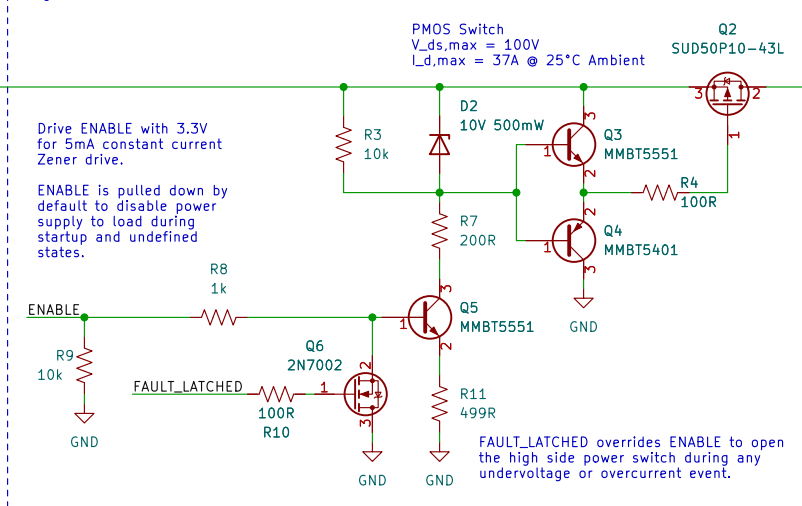 PMOS Switch
V_ds,max = 100V
I_d,max = 37A @ 25°C Ambient
Q2
SUD50P10-43L
3
2
1
Drive ENABLE with 3.3V
for 5mA constant current
Zener drive.
ENABLE is pulled down by
default to disable power
supply to load during
startup and undefined
states.
R3
10k
D2
10V 500mW
3
Q3
MMBT5551
1
2
R4
100R
2
Q4
MMBT5401
1
3
GND
R7
200R
R8
1k
3
Q5
MMBT5551
1
2
ENABLE
R9
10k
GND
Q6
2N7002
2
1
3
FAULT_LATCHED
100R
R10
GND
R11
499R
GND
FAULT_LATCHED overrides ENABLE to open
the high side power switch during any
undervoltage or overcurrent event.